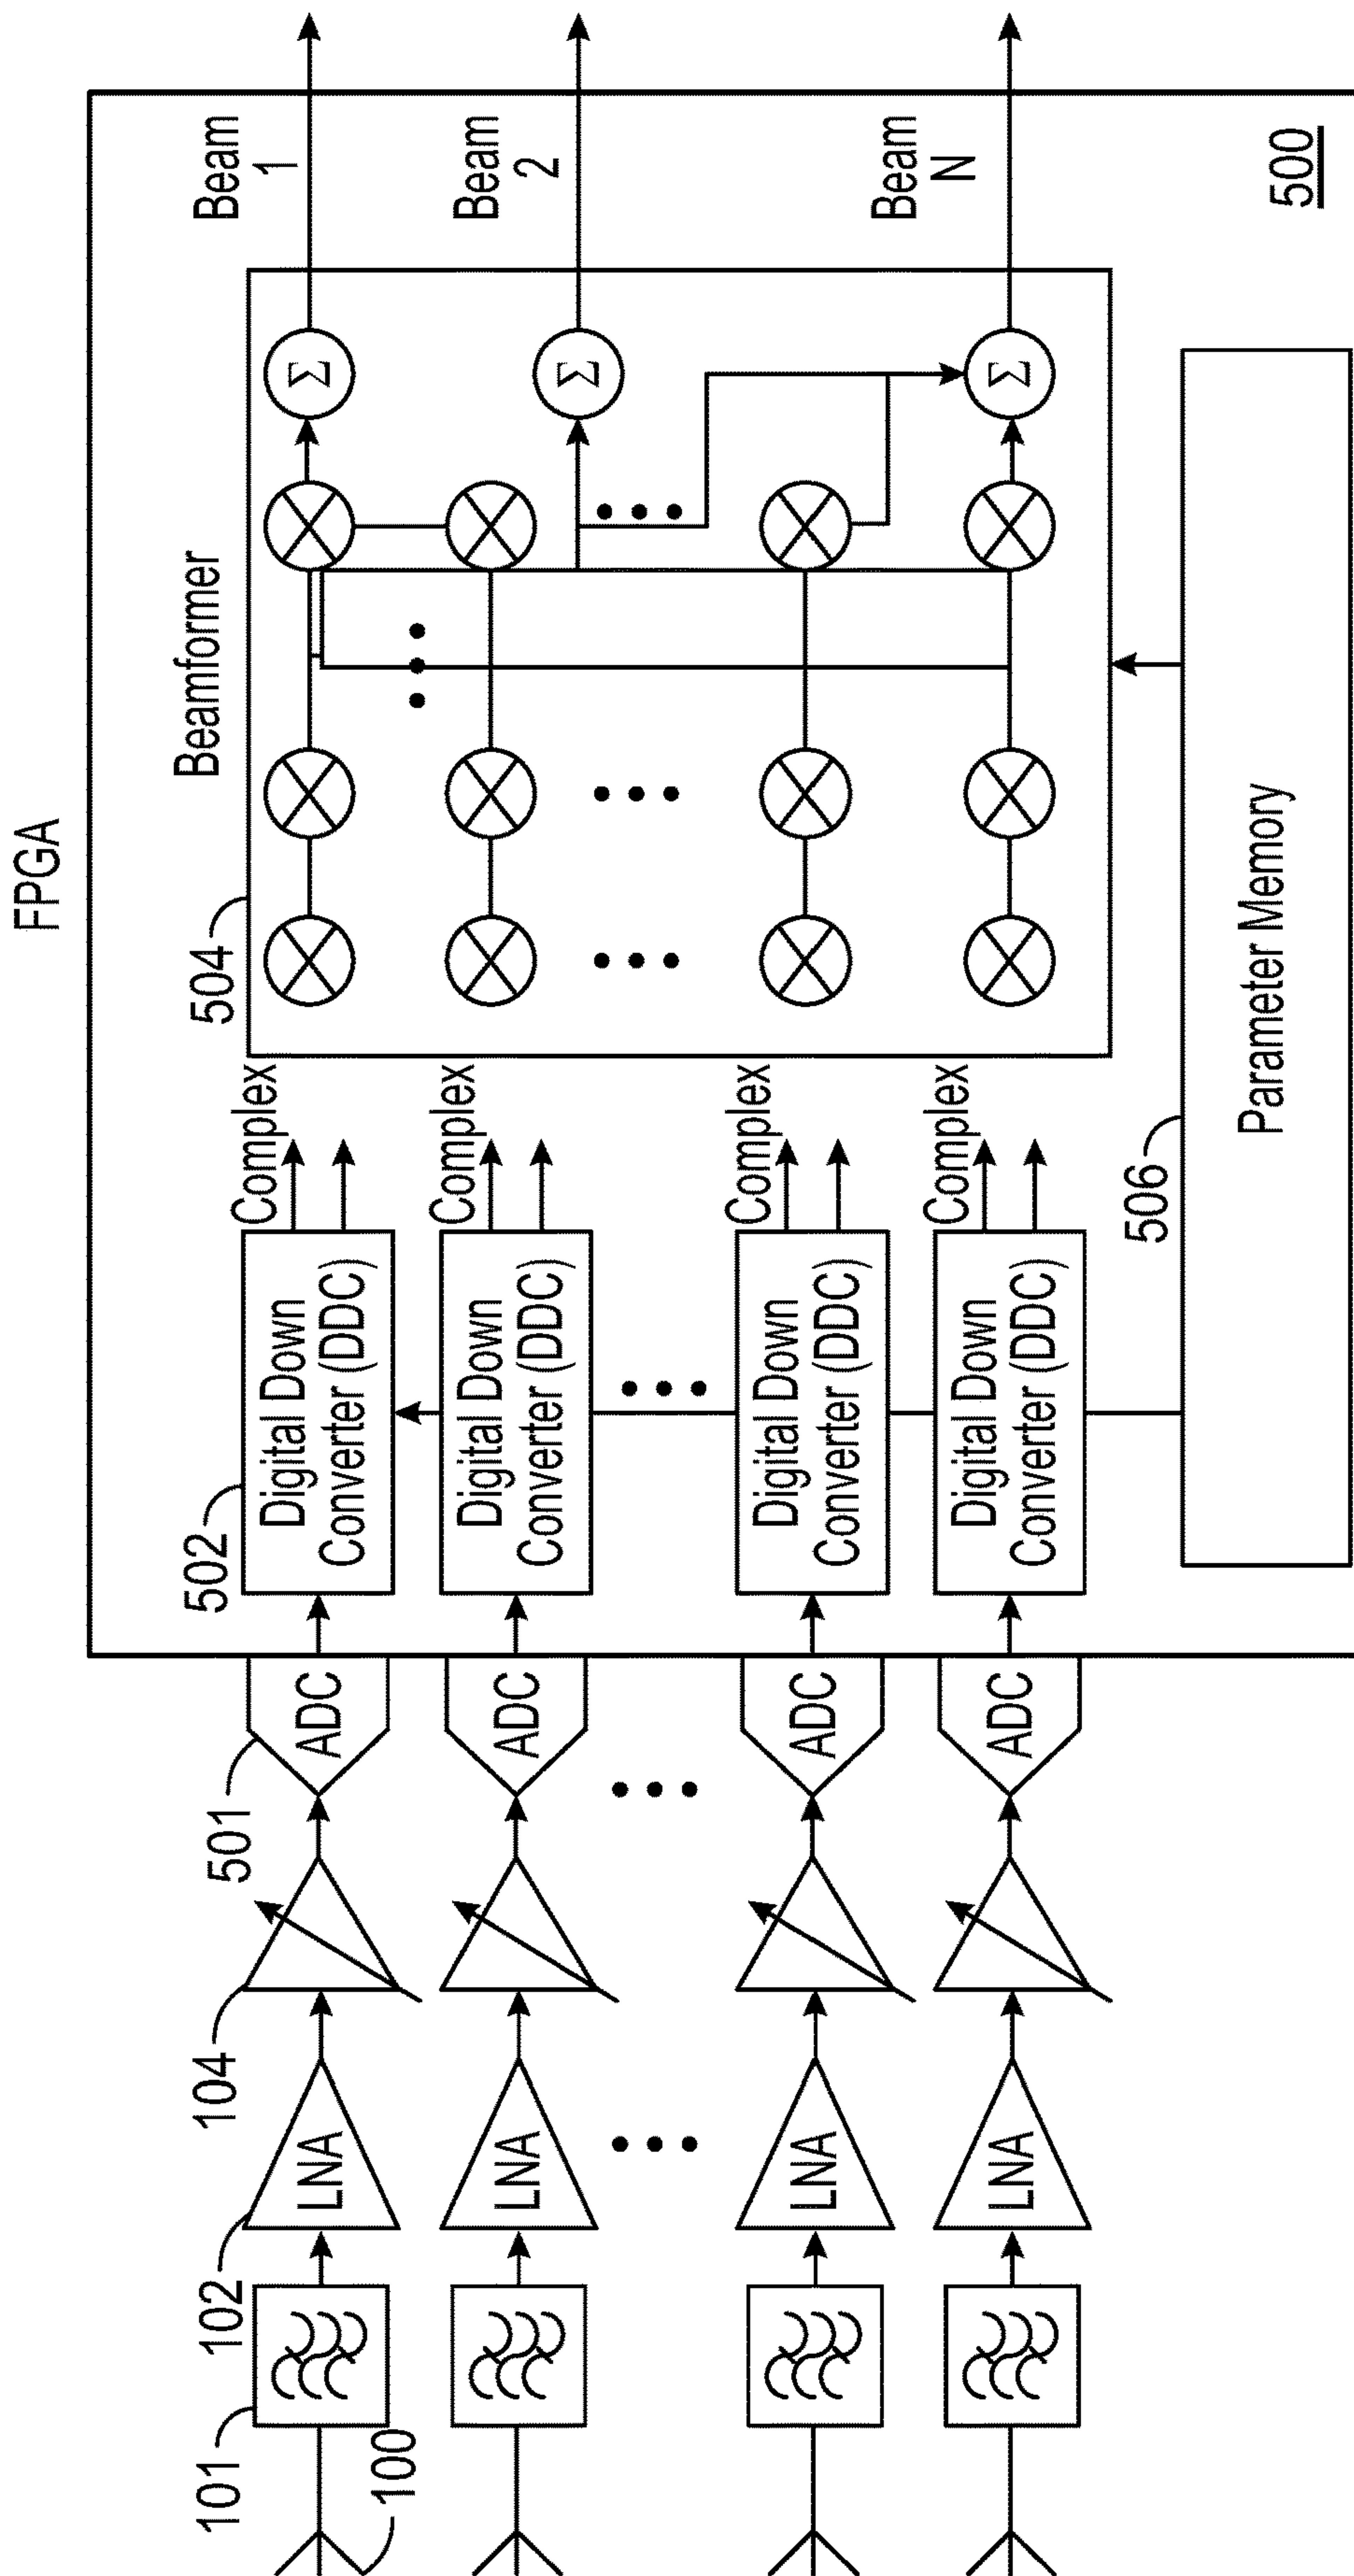 FPGA
Beamformer
504
Beam
1
Beam
2
Beam
N
500
502
Digital Down
Converter (DDC)
Complex
Digital Down
Converter (DDC)
Complex
Digital Down
Converter (DDC)
Complex
Digital Down
Converter (DDC)
Complex
Σ
Σ
Σ
506
Parameter Memory
501
ADC
ADC
ADC
ADC
104
102
LNA
LNA
LNA
LNA
101
100